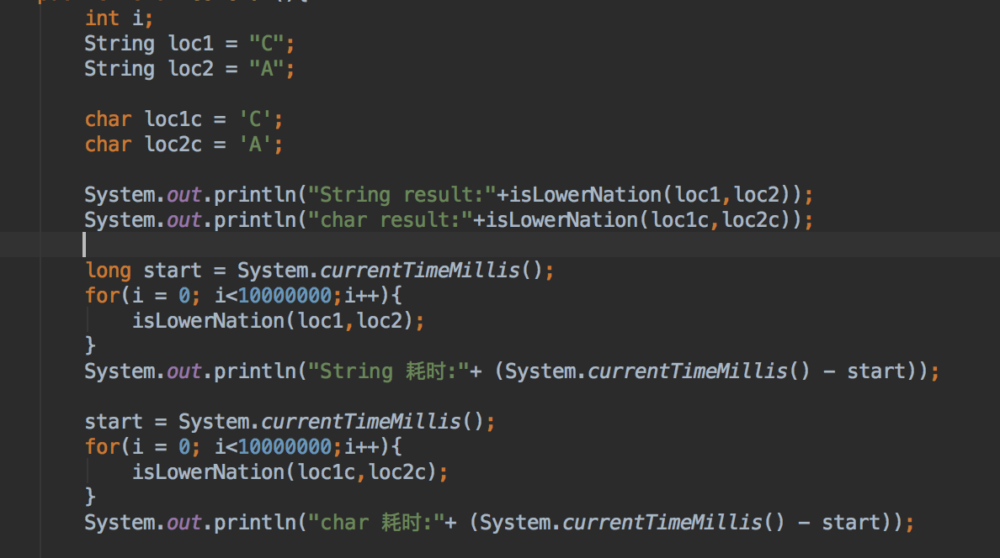 int i;
String loc1 = "C";
String loc2 = "A";
char loc1c = 'C';
char loc2c = 'A';
System.out.println("String result:"+isLowerNation(loc1,loc2));
System.out.println("char result:"+isLowerNation(loc1c,loc2c));
long start = System.currentTimeMillis();
for(i = 0; i<10000000;i++){
isLowerNation(loc1,loc2);
}
System.out.println("String 耗时:"+ (System.currentTimeMillis() - start));
start = System.currentTimeMillis();
for(i = 0; i<10000000;i++){
isLowerNation(loc1c,loc2c);
}
System.out.println("char 耗时:"+ (System.currentTimeMillis() - start));